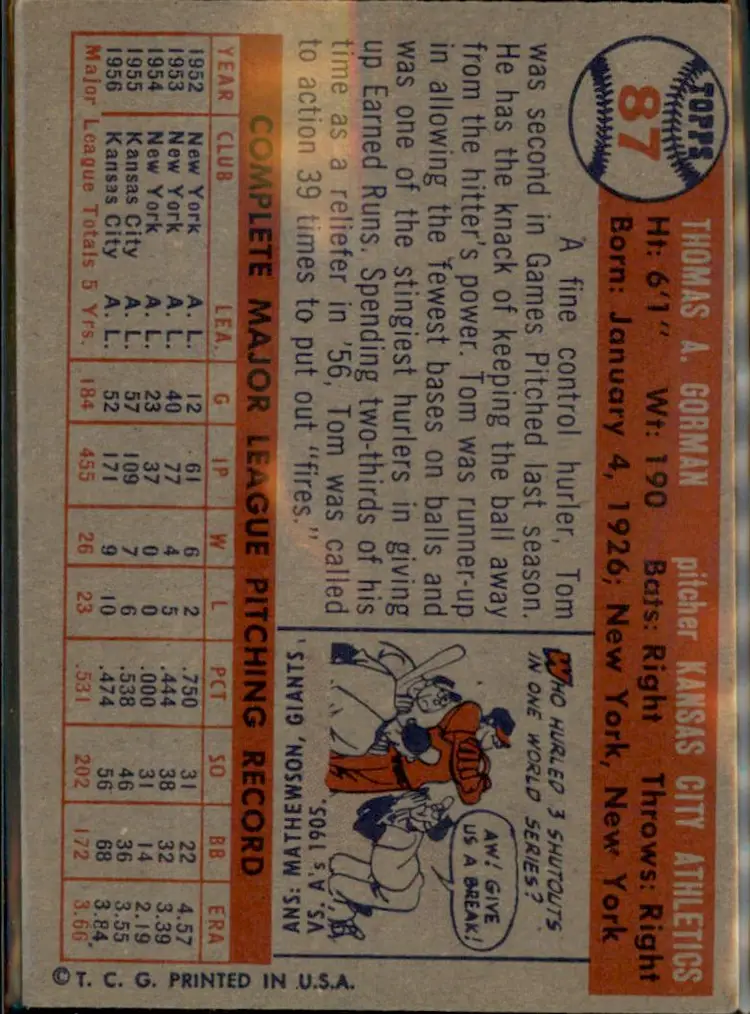 TOPPS
87
THOMAS A. GORMAN pitcher KANSAS CITY ATHLETICS
Ht: 6'1" Wt: 190 Bats: Right Throws: Right
Born: January 4, 1926; New York, New York
A fine control hurler, Tom
was second in Games Pitched last season.
He has the knack of keeping the ball away
from the hitter's power. Tom was runner-up
in allowing the fewest bases on balls and
was one of the stingiest hurlers in giving
up Earned Runs. Spending two-thirds of his
time as a reliefer in '56, Tom was called
to action 39 times to put out "fires."
WHO HURLED 3 SHUTOUTS
IN ONE WORLD SERIES?
AW! GIVE
US A BREAK!
ANS: MATHEWSON, GIANTS,
VS. A's 1905.
COMPLETE MAJOR LEAGUE PITCHING RECORD
YEAR CLUB LEA. G IP W L PCT SO BB ERA
1952 New York A. L. 12 61 6 2 .750 31 22 4.57
1953 New York A. L. 40 77 4 5 .444 38 32 3.39
1954 New York A. L. 23 37 0 0 .000 31 14 2.19
1955 Kansas City A. L. 57 109 7 6 .538 46 36 3.55
1956 Kansas City A. L. 52 171 9 10 .474 56 68 3.84
Major League Totals 5 Yrs. 184 455 26 23 .531 202 172 3.66
© T. C. G. PRINTED IN U.S.A.